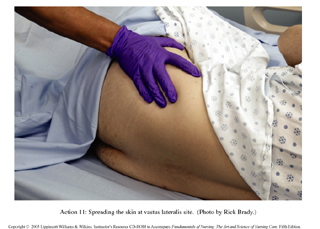 Action 11: Spreading the skin at vastus lateralis site. (Photo by Rick Brady.)
Copyright © 2005 Lippincott Williams & Wilkins. Instructor's Resource CD-ROM to Accompany Fundamentals of Nursing: The Art and Science of Nursing Care, Fifth Edition.